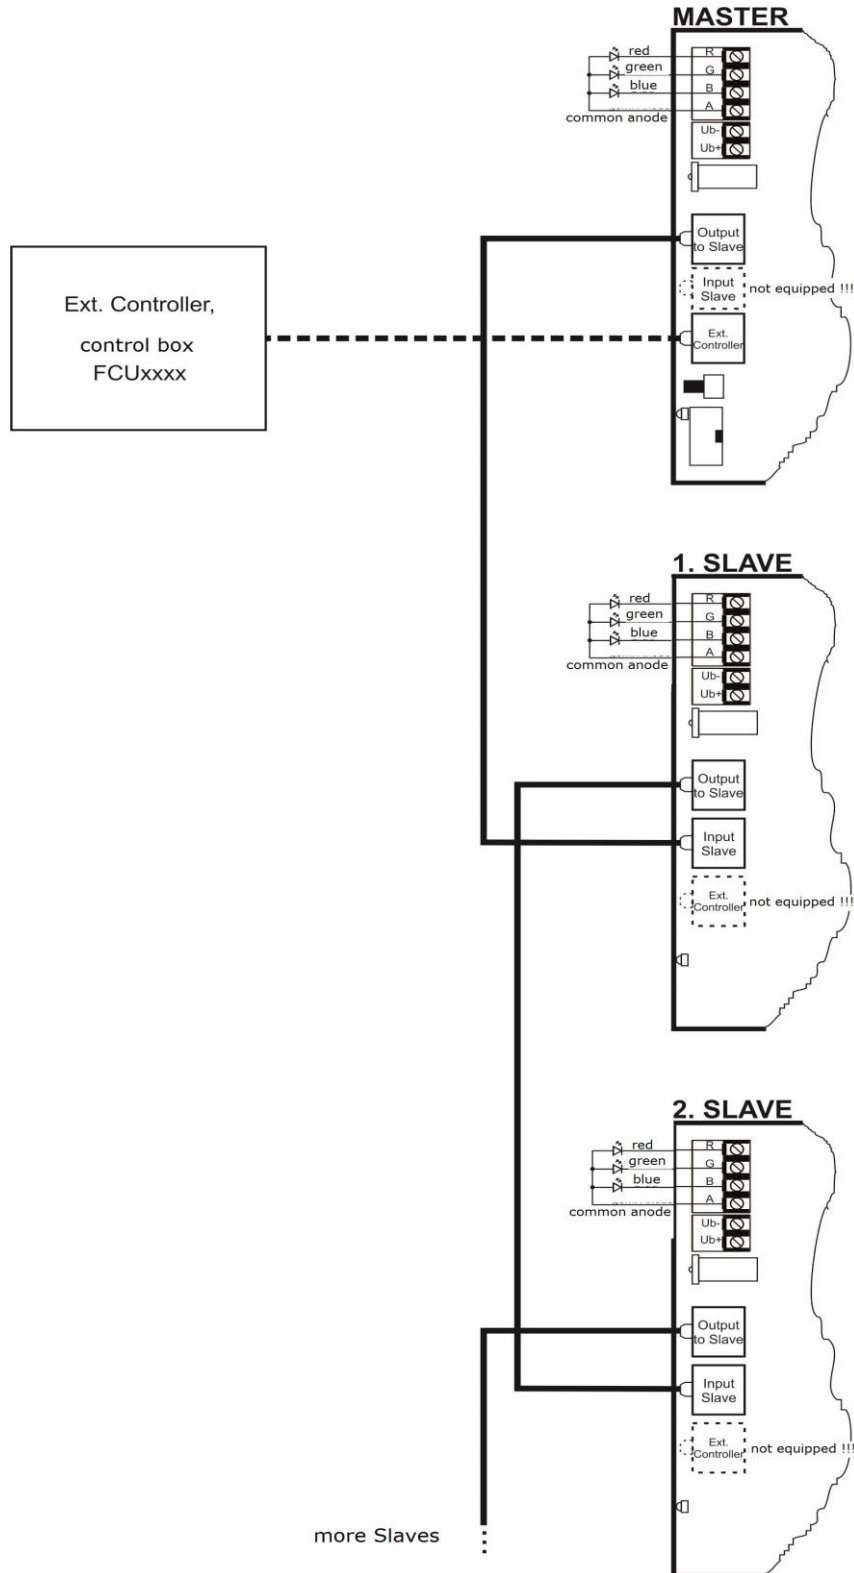 MASTER
red
green
blue
common anode
R
G
B
A
Ub-
Ub+
Output
to Slave
Input
Slave
not equipped !!!
Ext.
Controller
Ext. Controller,
control box
FCUxxxx
1. SLAVE
red
green
blue
common anode
R
G
B
A
Ub-
Ub+
Output
to Slave
Input
Slave
Ext.
Controller
not equipped !!!
2. SLAVE
red
green
blue
common anode
R
G
B
A
Ub-
Ub+
Output
to Slave
Input
Slave
Ext.
Controller
not equipped !!!
more Slaves